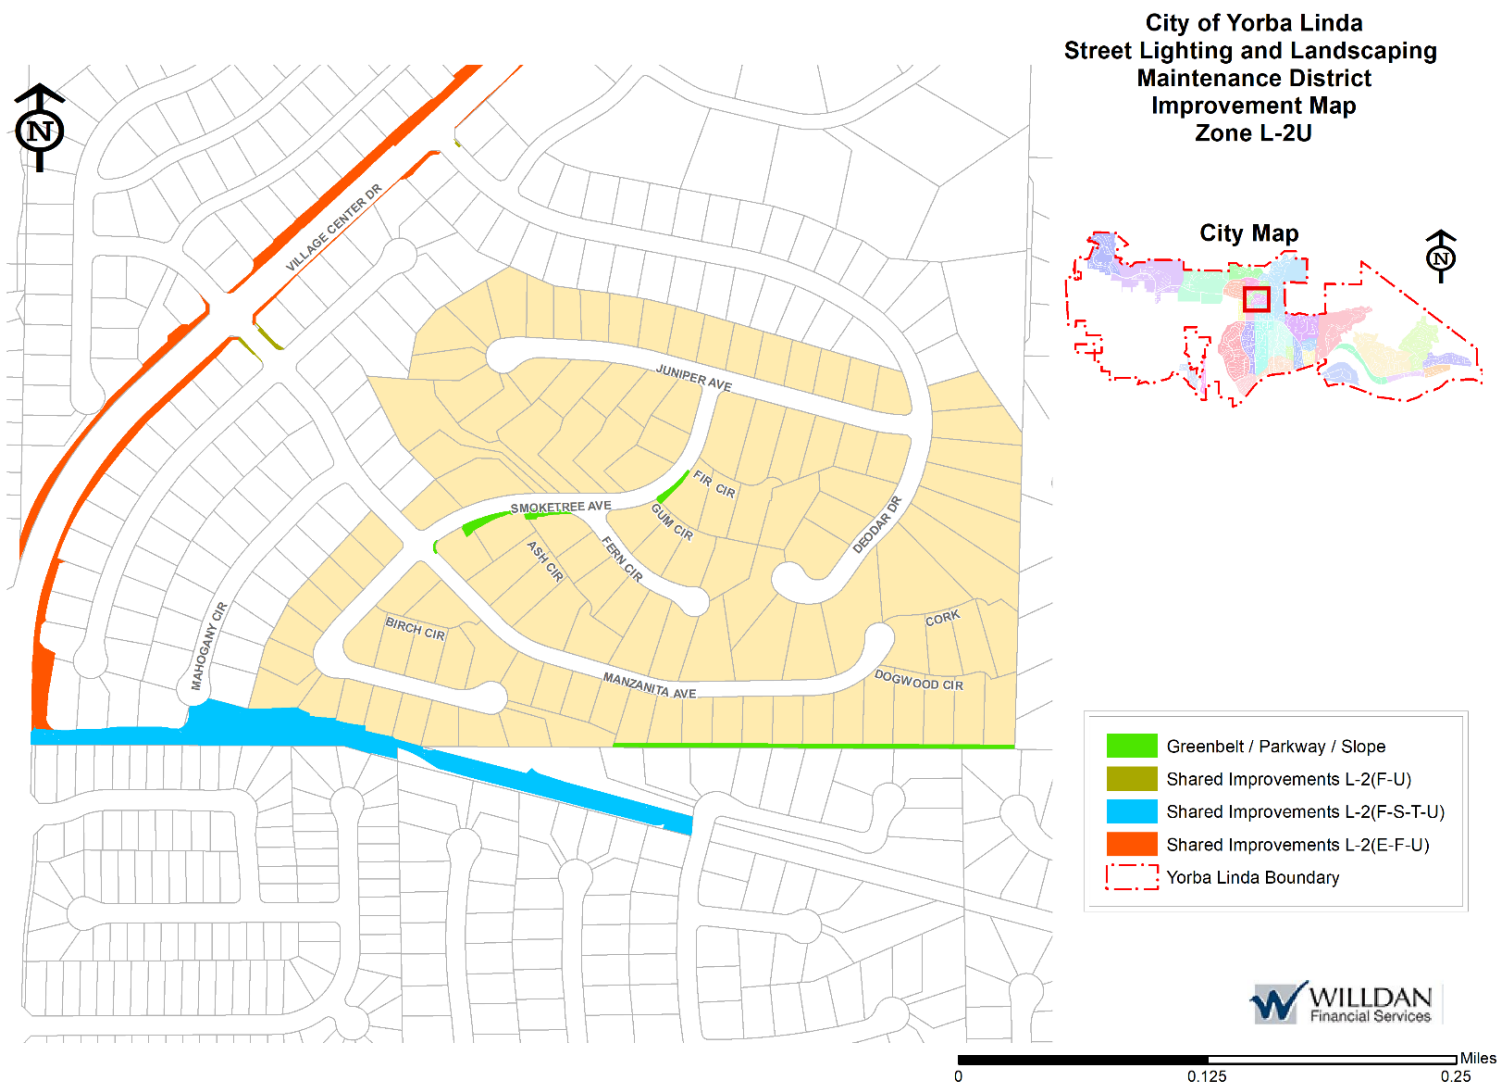 City of Yorba Linda
Street Lighting and Landscaping
Maintenance District
Improvement Map
Zone L-2U
N
City Map
N
VILLAGE CENTER DR
JUNIPER AVE
FIR CIR
SMOKETREE AVE
GUM CIR
DEODAR DR
ASH CIR
FERN CIR
MAHOGANY CIR
BIRCH CIR
CORK
MANZANITA AVE
DOGWOOD CIR
Greenbelt / Parkway / Slope
Shared Improvements L-2(F-U)
Shared Improvements L-2(F-S-T-U)
Shared Improvements L-2(E-F-U)
Yorba Linda Boundary
W WILLDAN
Financial Services
Miles
0 0.125 0.25